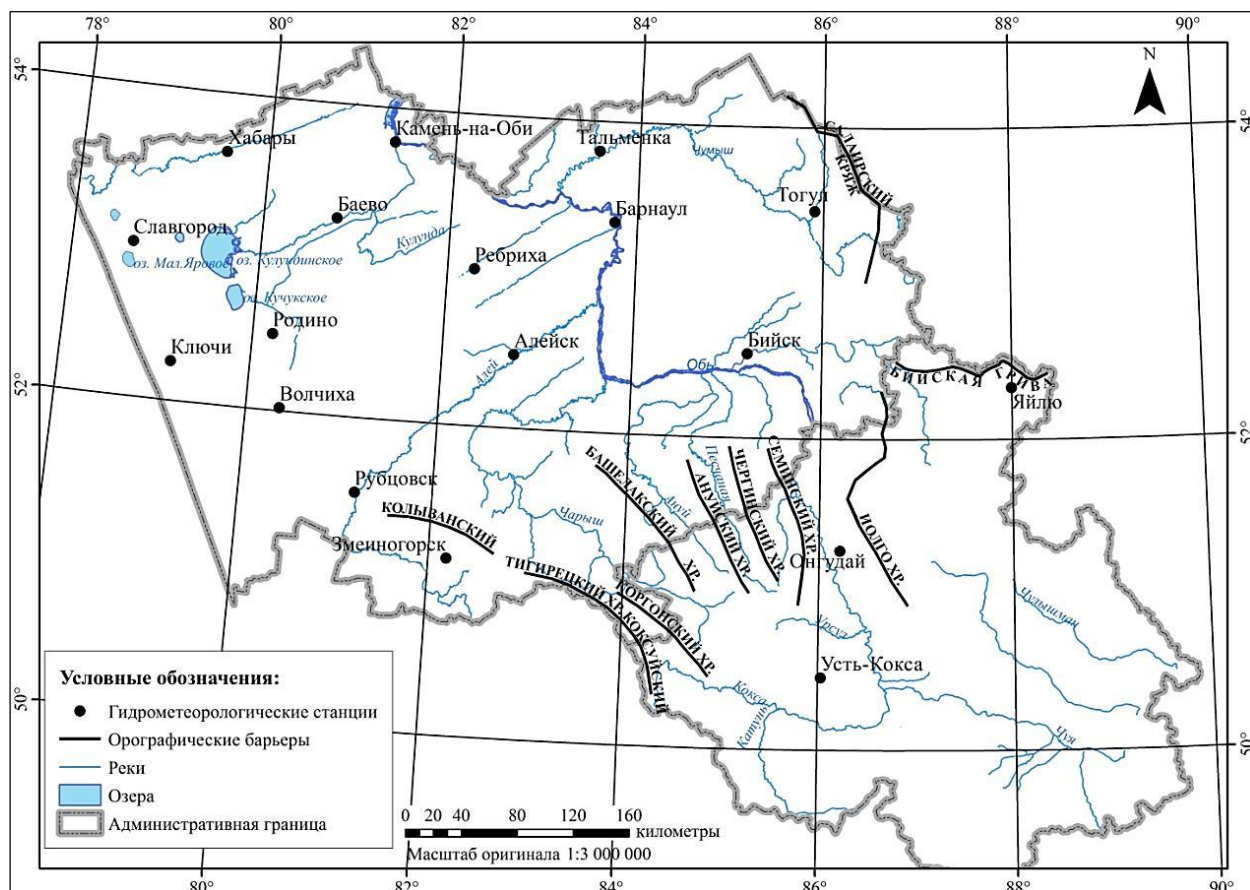 78°
80°
82°
84°
86°
88°
90°
N
54°
54°
Хабары
Камень-на-Оби
Тальменка
Чумыш
САЛАИРСКИЙ
КРЯЖ
Тогул
Баево
Барнаул
Славгород
Кулунда
оз. Мал.Яровое
оз. Кулундинское
Ребриха
оз. Кучукское
Родино
Ключи
Алейск
Алей
Обь
Бийск
БИЙСКАЯ ГРИВА
Яйлю
52°
52°
Волчиха
Рубцовск
КОЛЫВАНСКИЙ
Змеиногорск
БАЩЕЛАКСКИЙ ХР.
АНУЙСКИЙ ХР.
ЧЕРГИНСКИЙ ХР.
СЕМИНСКИЙ ХР.
Песчаная
Ануй
Чарыш
ИОЛГО ХР.
Онгудай
ТИГИРЕЦКИЙ ХР.
КОКСУЙСКИЙ
КОРГОНСКИЙ ХР.
Урсул
Чулышман
Усть-Кокса
Кокса
Катунь
Чуя
50°
50°
Условные обозначения:
Гидрометеорологические станции
Орографические барьеры
Реки
Озера
Административная граница
0 20 40 80 120 160
километры
Масштаб оригинала 1:3 000 000
80°
82°
84°
86°
88°
90°